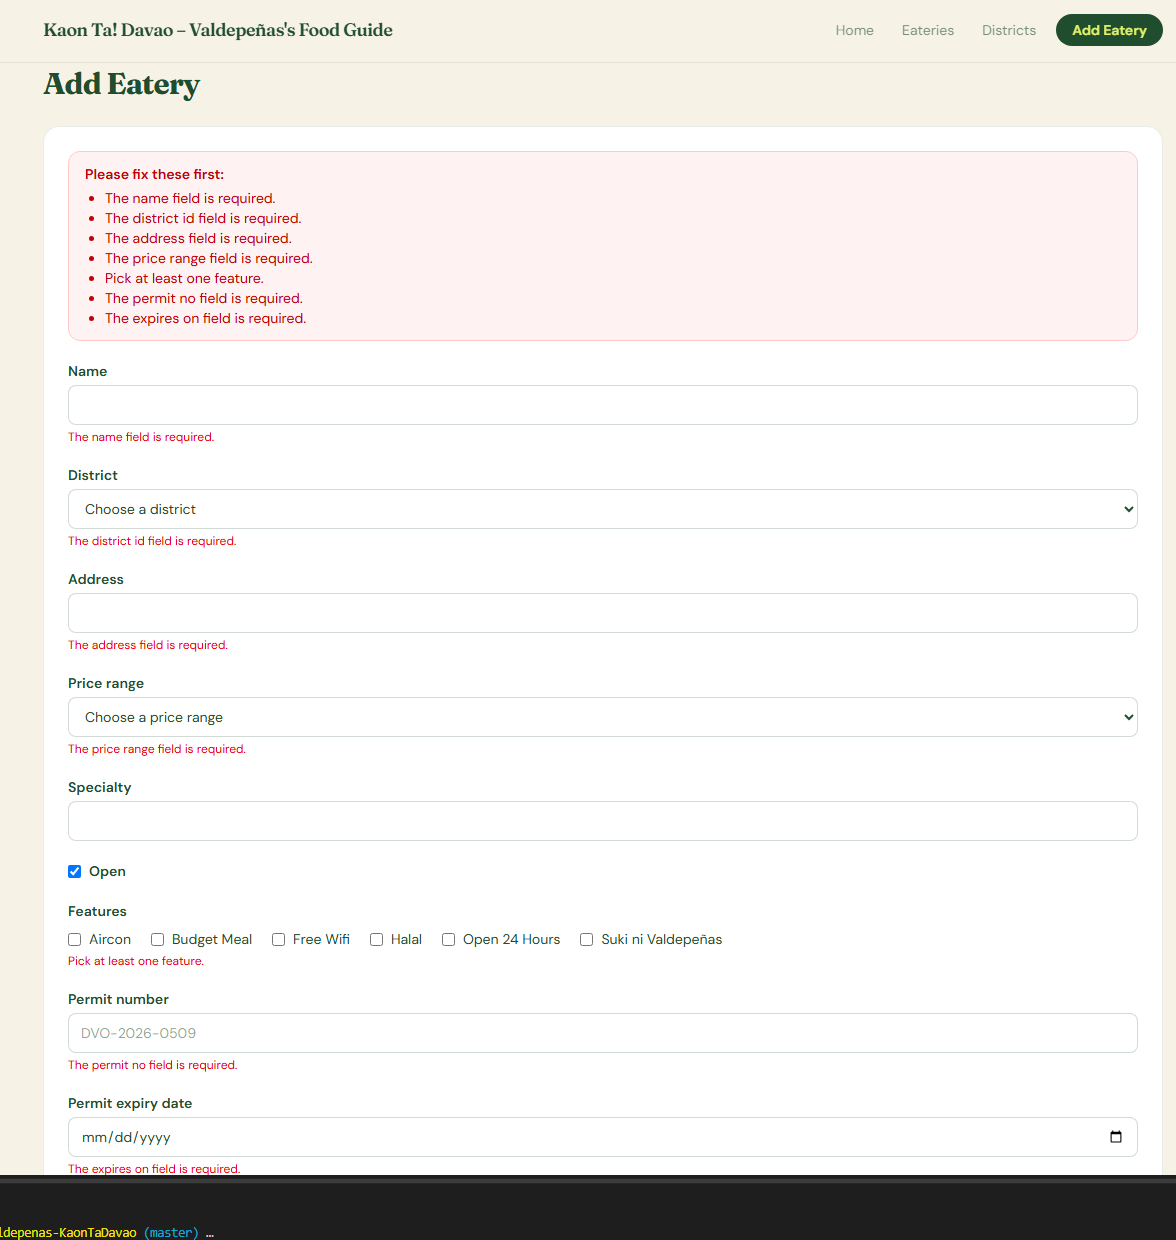 Kaon Ta! Davao – Valdepeñas's Food Guide
Home Eateries Districts Add Eatery
Add Eatery
Please fix these first:
• The name field is required.
• The district id field is required.
• The address field is required.
• The price range field is required.
• Pick at least one feature.
• The permit no field is required.
• The expires on field is required.
Name
The name field is required.
District
Choose a district
The district id field is required.
Address
The address field is required.
Price range
Choose a price range
The price range field is required.
Specialty
Open
Features
Aircon Budget Meal Free Wifi Halal Open 24 Hours Suki ni Valdepeñas
Pick at least one feature.
Permit number
DVO-2026-0509
The permit no field is required.
Permit expiry date
mm/dd/yyyy
The expires on field is required.
ldepenas-KaonTaDavao (master) …